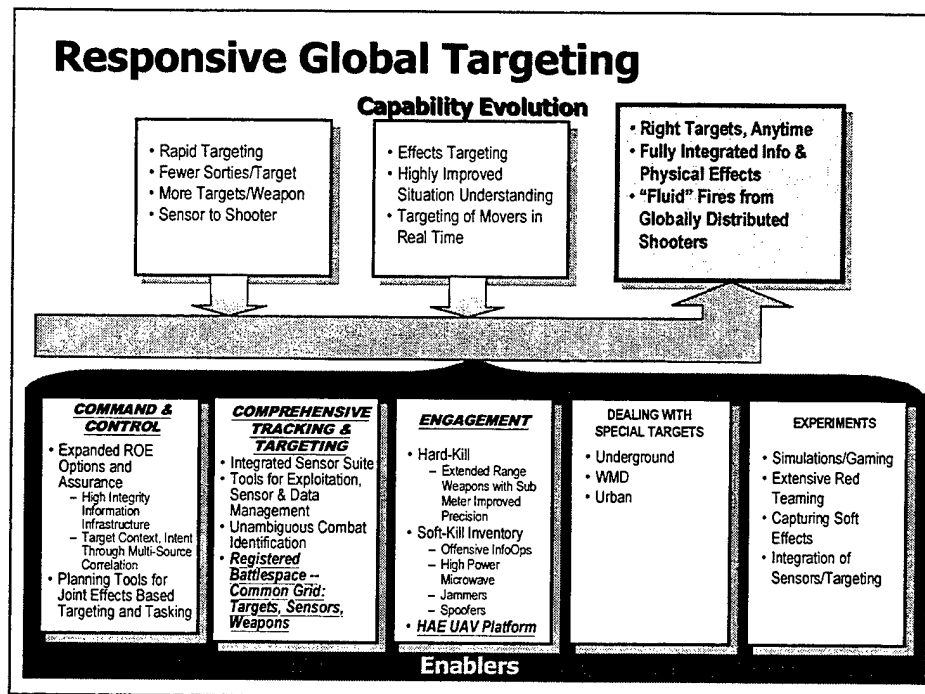 Responsive Global Targeting
Capability Evolution
• Rapid Targeting
• Fewer Sorties/Target
• More Targets/Weapon
• Sensor to Shooter
• Effects Targeting
• Highly Improved
Situation Understanding
• Targeting of Movers in
Real Time
• Right Targets, Anytime
• Fully Integrated Info &
Physical Effects
• "Fluid" Fires from
Globally Distributed
Shooters
COMMAND &
CONTROL
• Expanded ROE
Options and
Assurance
– High Integrity
Information
Infrastructure
– Target Context, Intent
Through Multi-Source
Correlation
• Planning Tools for
Joint Effects Based
Targeting and Tasking
COMPREHENSIVE
TRACKING &
TARGETING
• Integrated Sensor Suite
• Tools for Exploitation,
Sensor & Data
Management
• Unambiguous Combat
Identification
• Registered
Battlespace --
Common Grid:
Targets, Sensors,
Weapons
ENGAGEMENT
• Hard-Kill
– Extended Range
Weapons with Sub
Meter Improved
Precision
• Soft-Kill Inventory
– Offensive InfoOps
– High Power
Microwave
– Jammers
– Spoofers
• HAE UAV Platform
DEALING WITH
SPECIAL TARGETS
• Underground
• WMD
• Urban
EXPERIMENTS
• Simulations/Gaming
• Extensive Red
Teaming
• Capturing Soft
Effects
• Integration of
Sensors/Targeting
Enablers